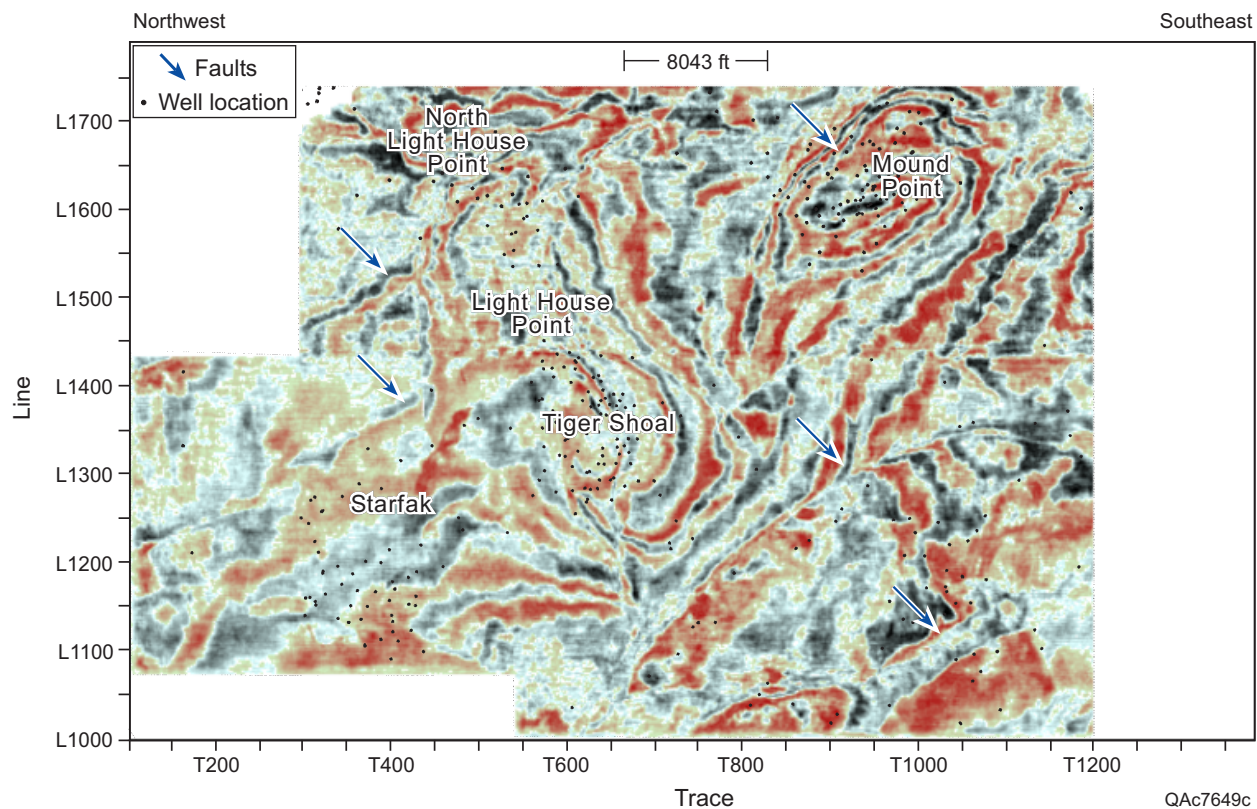 Northwest
Southeast
Faults
Well location
8043 ft
North
Light House
Point
Mound
Point
Light House
Point
Tiger Shoal
Starfak
Line
L1700
L1600
L1500
L1400
L1300
L1200
L1100
L1000
T200
T400
T600
T800
T1000
T1200
Trace
QAc7649c